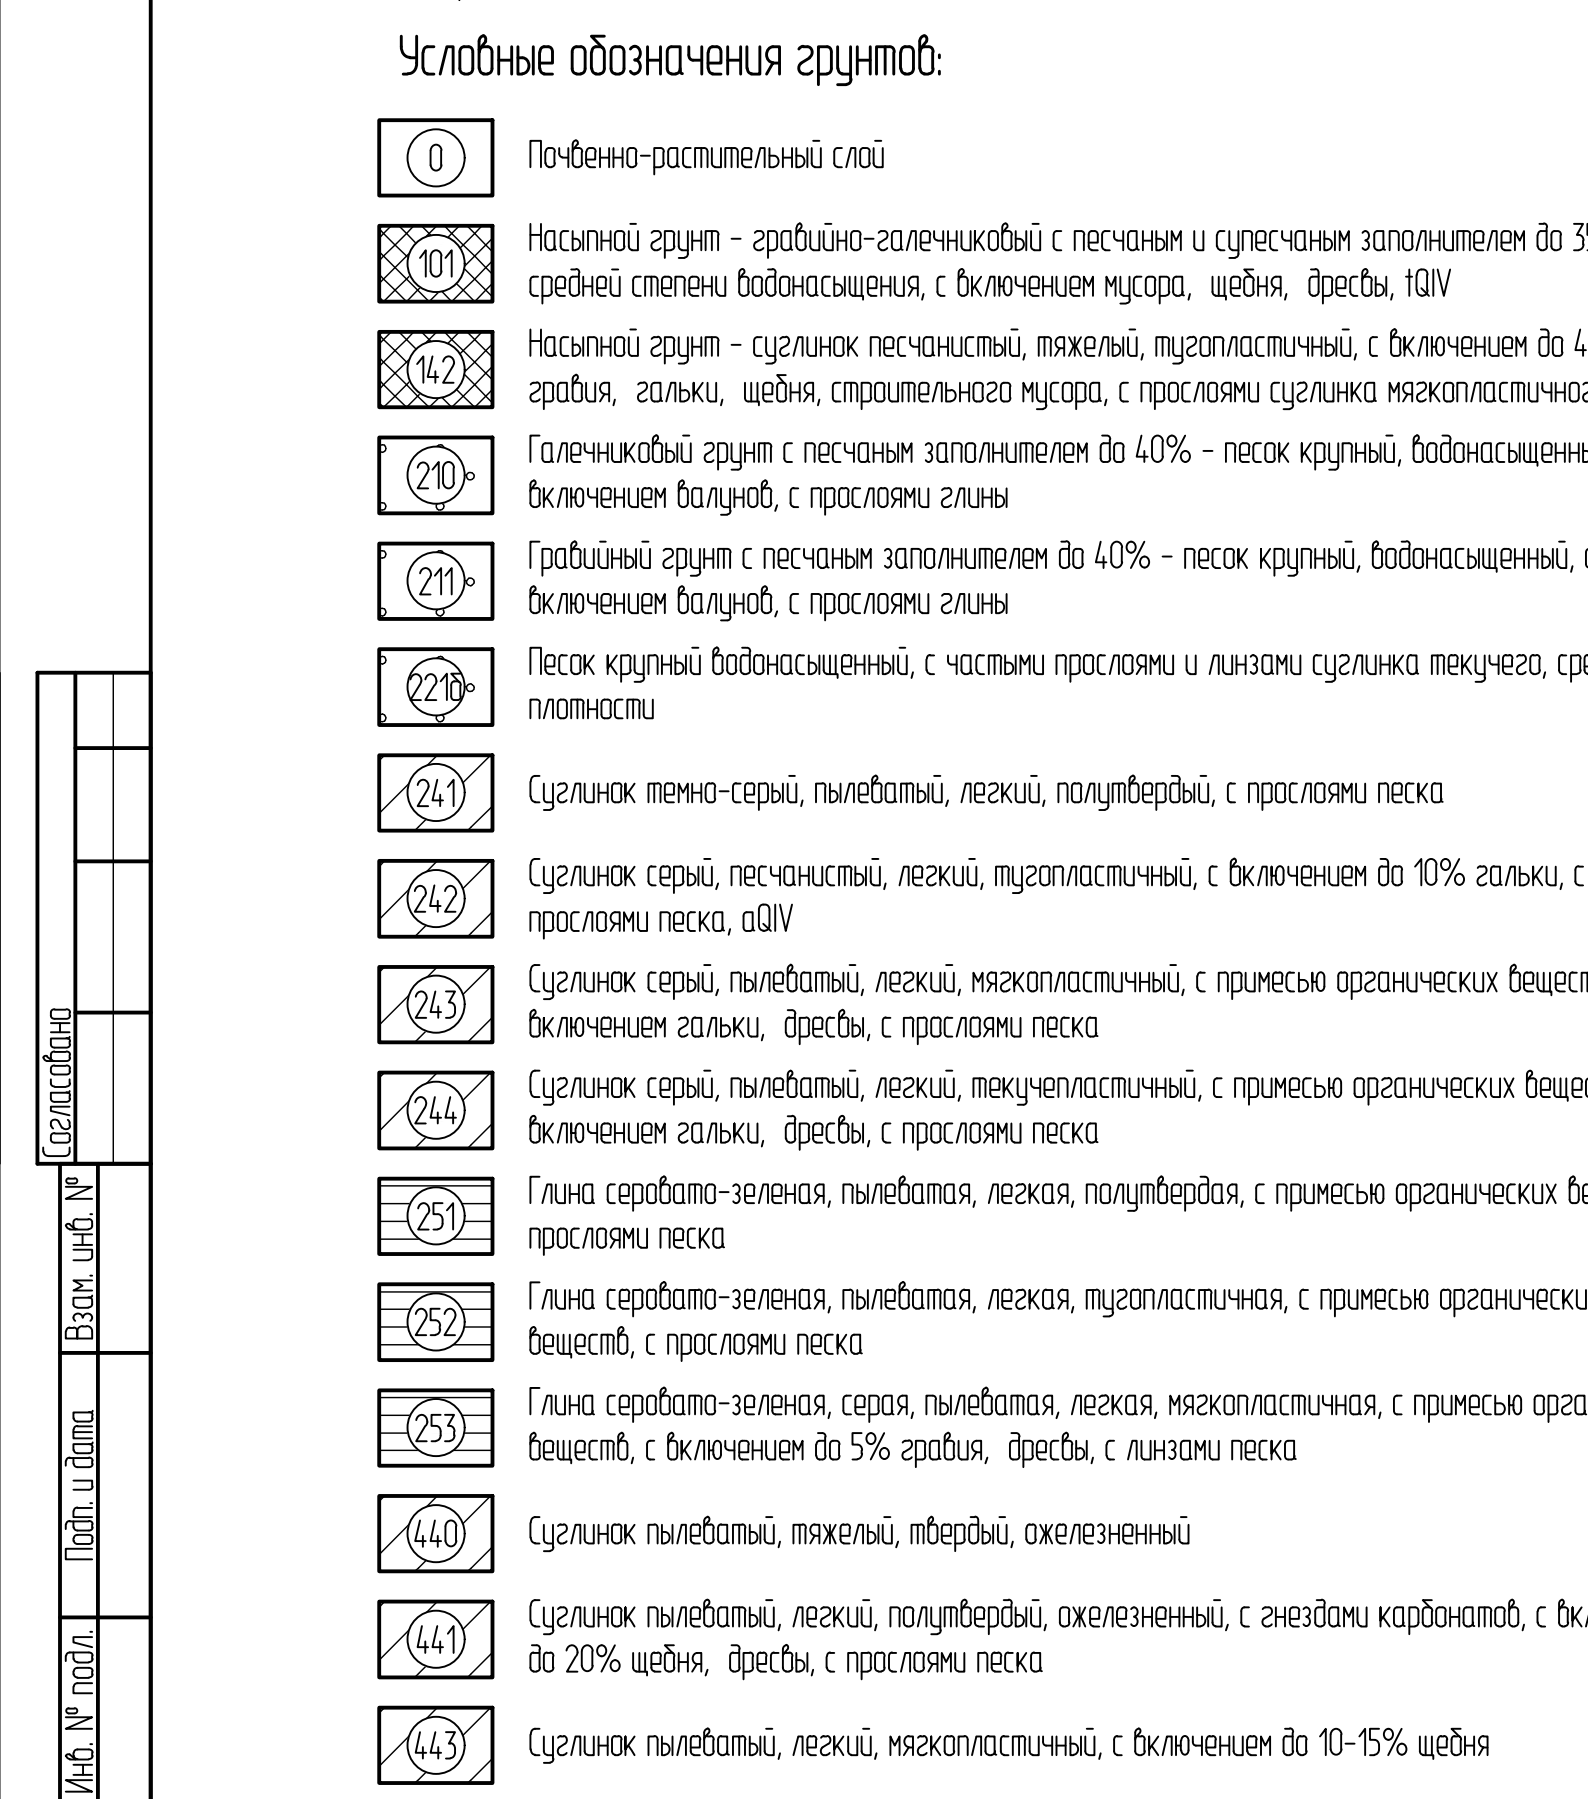 Условные обозначения грунтов:
0
Почвенно-растительный слой
101
Насыпной грунт - гравийно-галечниковый с песчаным и супесчаным заполнителем до
средней степени водонасыщения, с включением мусора, щебня, дресвы, tQIV
142
Насыпной грунт - суглинок песчанистый, тяжелый, тугопластичный, с включением до
гравия, гальки, щебня, строительного мусора, с прослоями суглинка
210
Галечниковый грунт с песчаным заполнителем до 40% - песок крупный,
включением валунов, с прослоями глины
211
Гравийный грунт с песчаным заполнителем до 40% - песок крупный, водонасыщенный,
включением валунов, с прослоями глины
221б
Песок крупный водонасыщенный, с частыми прослоями и линзами суглинка текучего,
плотности
241
Суглинок темно-серый, пылеватый, легкий, полутвердый, с прослоями песка
242
Суглинок серый, песчанистый, легкий, тугопластичный, с включением до 10% гальки, с
прослоями песка, aQIV
243
Суглинок серый, пылеватый, легкий, мягкопластичный, с примесью органических
включением гальки, дресвы, с прослоями песка
244
Суглинок серый, пылеватый, легкий, текучепластичный, с примесью органических
включением гальки, дресвы, с прослоями песка
251
Глина серовато-зеленая, пылеватая, легкая, полутвердая, с примесью органических
прослоями песка
252
Глина серовато-зеленая, пылеватая, легкая, тугопластичная, с примесью
веществ, с прослоями песка
253
Глина серовато-зеленая, серая, пылеватая, легкая, мягкопластичная, с примесью
веществ, с включением до 5% гравия, дресвы, с линзами песка
440
Суглинок пылеватый, тяжелый, твердый, ожелезненный
441
Суглинок пылеватый, легкий, полутвердый, ожелезненный, с гнездами карбонатов, с
до 20% щебня, дресвы, с прослоями песка
443
Суглинок пылеватый, легкий, мягкопластичный, с включением до 10-15% щебня
Согласовано
Взам. инв. №
Подп. и дата
Инв. № подл.